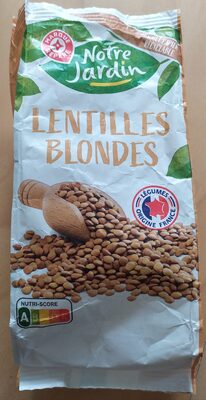 MARQUE
REPÈRE
Notre
Jardin
LENTILLES
BLONDES
LÉGUMES
ORIGINE FRANCE
NUTRI-SCORE
A